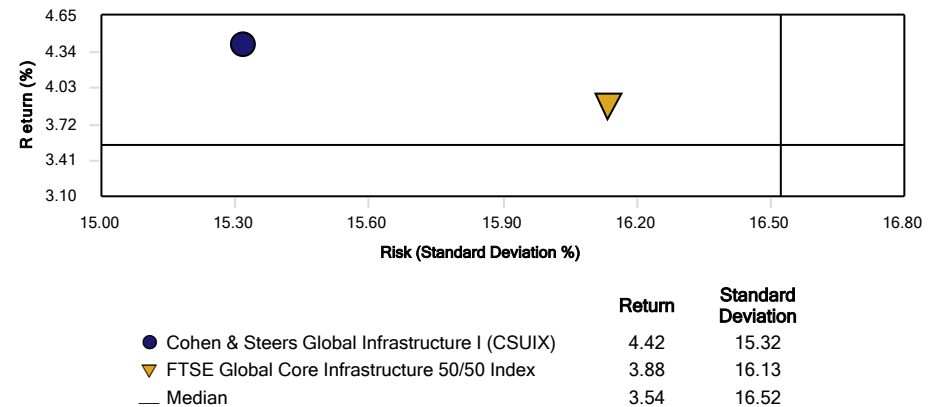 4.65
4.34
4.03
3.72
3.41
3.10
Return (%)
15.00 15.30 15.60 15.90 16.20 16.50 16.80
Risk (Standard Deviation %)
Return Standard Deviation
Cohen & Steers Global Infrastructure I (CSUIX) 4.42 15.32
FTSE Global Core Infrastructure 50/50 Index 3.88 16.13
Median 3.54 16.52